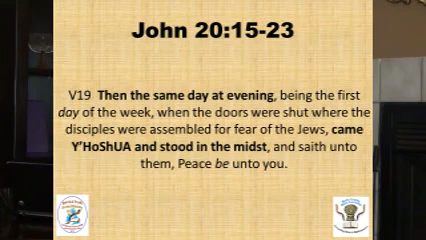 John 20:15-23
V19 Then the same day at evening, being the first
day of the week, when the doors were shut where the
disciples were assembled for fear of the Jews, came
Y'HoShUA and stood in the midst, and saith unto
them, Peace be unto you.